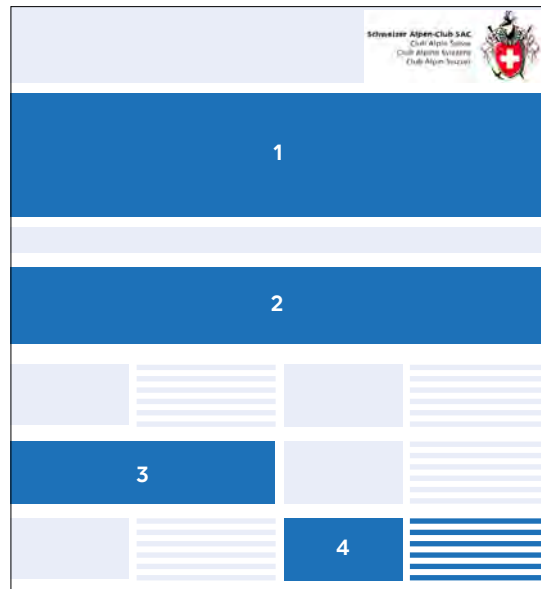 Schweizer Alpen-Club SAC
Club Alpin Suisse
Club Alpino Svizzero
Club Alpin Svizzer
1
2
3
4